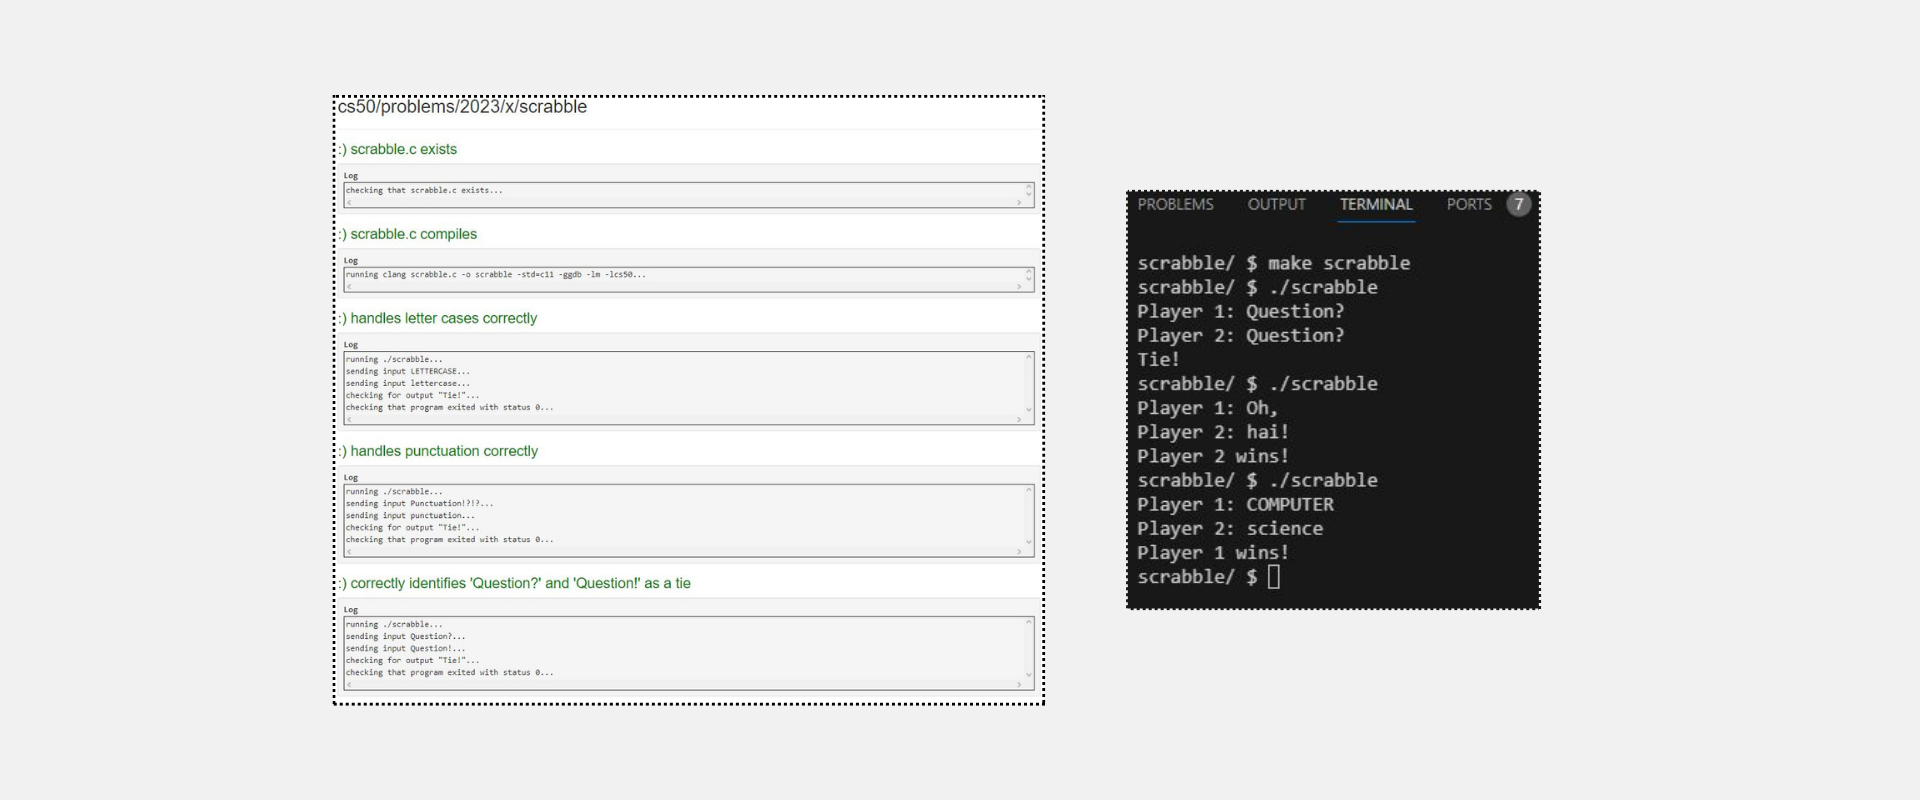 cs50/problems/2023/x/scrabble
:) scrabble.c exists
Log
checking that scrabble.c exists...
:) scrabble.c compiles
Log
running clang scrabble.c -o scrabble -std=c11 -ggdb -lm -lcs50...
:) handles letter cases correctly
Log
running ./scrabble...
sending input LETTERCASE...
sending input lettercase...
checking for output "Tie!"...
checking that program exited with status 0...
:) handles punctuation correctly
Log
running ./scrabble...
sending input Punctuation!?!?...
sending input punctuation...
checking for output "Tie!"...
checking that program exited with status 0...
:) correctly identifies 'Question?' and 'Question!' as a tie
Log
running ./scrabble...
sending input Question?...
sending input Question!...
checking for output "Tie!"...
checking that program exited with status 0...
PROBLEMS OUTPUT TERMINAL PORTS 7
scrabble/ $ make scrabble
scrabble/ $ ./scrabble
Player 1: Question?
Player 2: Question?
Tie!
scrabble/ $ ./scrabble
Player 1: Oh,
Player 2: hai!
Player 2 wins!
scrabble/ $ ./scrabble
Player 1: COMPUTER
Player 2: science
Player 1 wins!
scrabble/ $